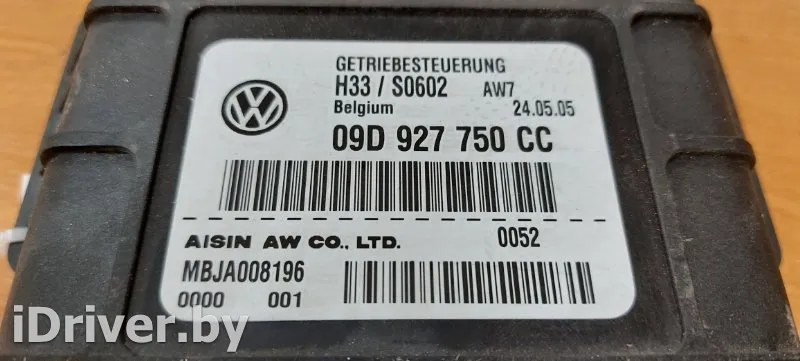 GETRIEBESTEUERUNG
H33 / S0602 AW7
Belgium 24.05.05
09D 927 750 CC
AISIN AW CO., LTD. 0052
MBJA008196
0000 001
iDriver.by